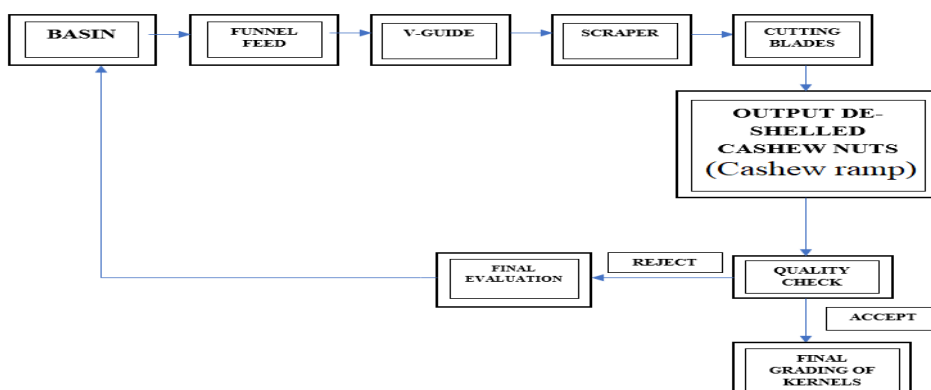 BASIN
FUNNEL
FEED
V-GUIDE
SCRAPER
CUTTING
BLADES
OUTPUT DE-
SHELLED
CASHEW NUTS
(Cashew ramp)
FINAL
EVALUATION
REJECT
QUALITY
CHECK
ACCEPT
FINAL
GRADING OF
KERNELS